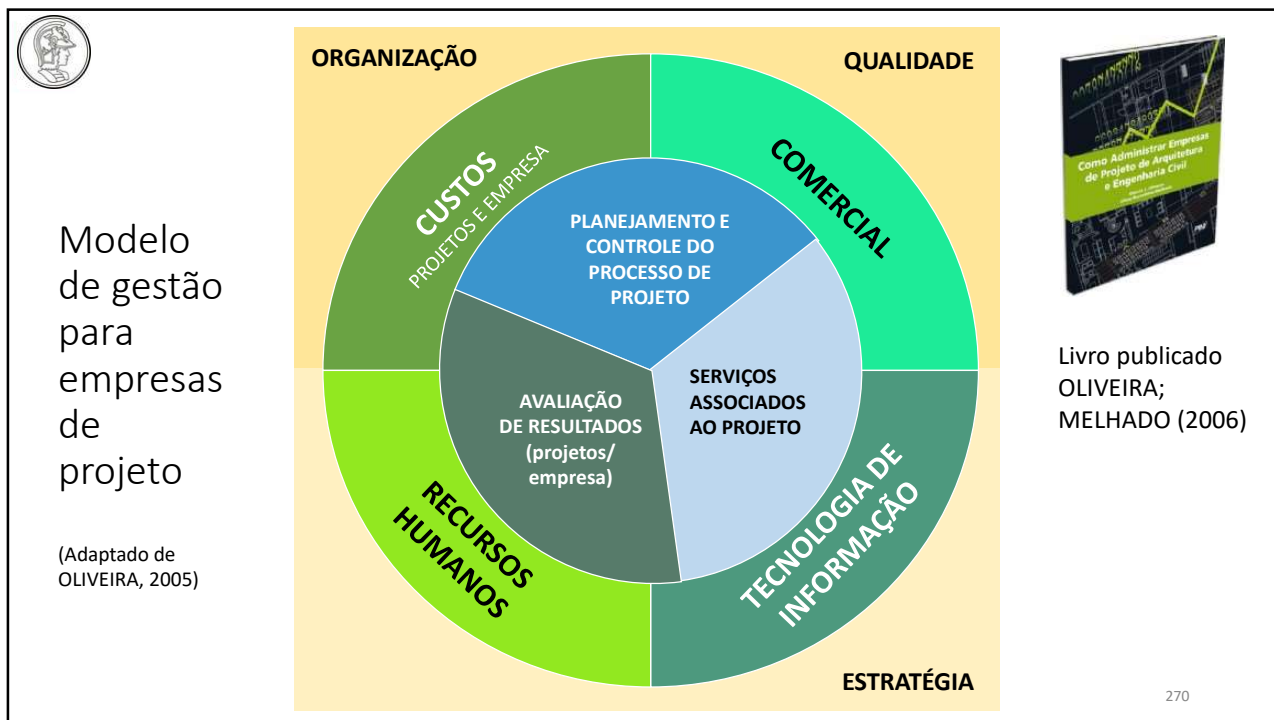 Modelo
de gestão
para
empresas
de
projeto
(Adaptado de
OLIVEIRA, 2005)
ORGANIZAÇÃO
QUALIDADE
CUSTOS
PROJETOS E EMPRESA
COMERCIAL
PLANEJAMENTO E
CONTROLE DO
PROCESSO DE
PROJETO
SERVIÇOS
ASSOCIADOS
AO PROJETO
AVALIAÇÃO
DE RESULTADOS
(projetos/
empresa)
RECURSOS
HUMANOS
TECNOLOGIA DE
INFORMAÇÃO
ESTRATÉGIA
Como Administrar Empresas
de Projeto de Arquitetura
e Engenharia Civil
Livro publicado
OLIVEIRA;
MELHADO (2006)
270